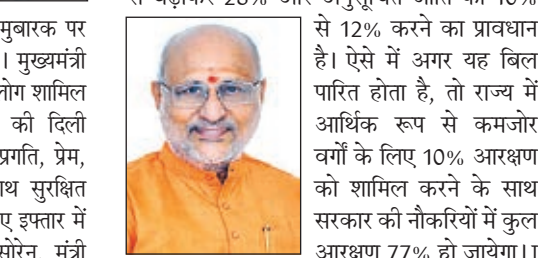 मुबारक पर
। मुख्यमंत्री
लोग शामिल
की दिली
प्रगति, प्रेम,
थ सुरक्षित
ए इफ्तार में
सोरेन, मंत्री
से बढ़ाकर 28% और अनुसूचित जाति को 10%
से 12% करने का प्रावधान
है। ऐसे में अगर यह बिल
पारित होता है, तो राज्य में
आर्थिक रूप से कमजोर
वर्गों के लिए 10% आरक्षण
को शामिल करने के साथ
सरकार की नौकरियों में कुल
आरक्षण 77% हो जायेगा।